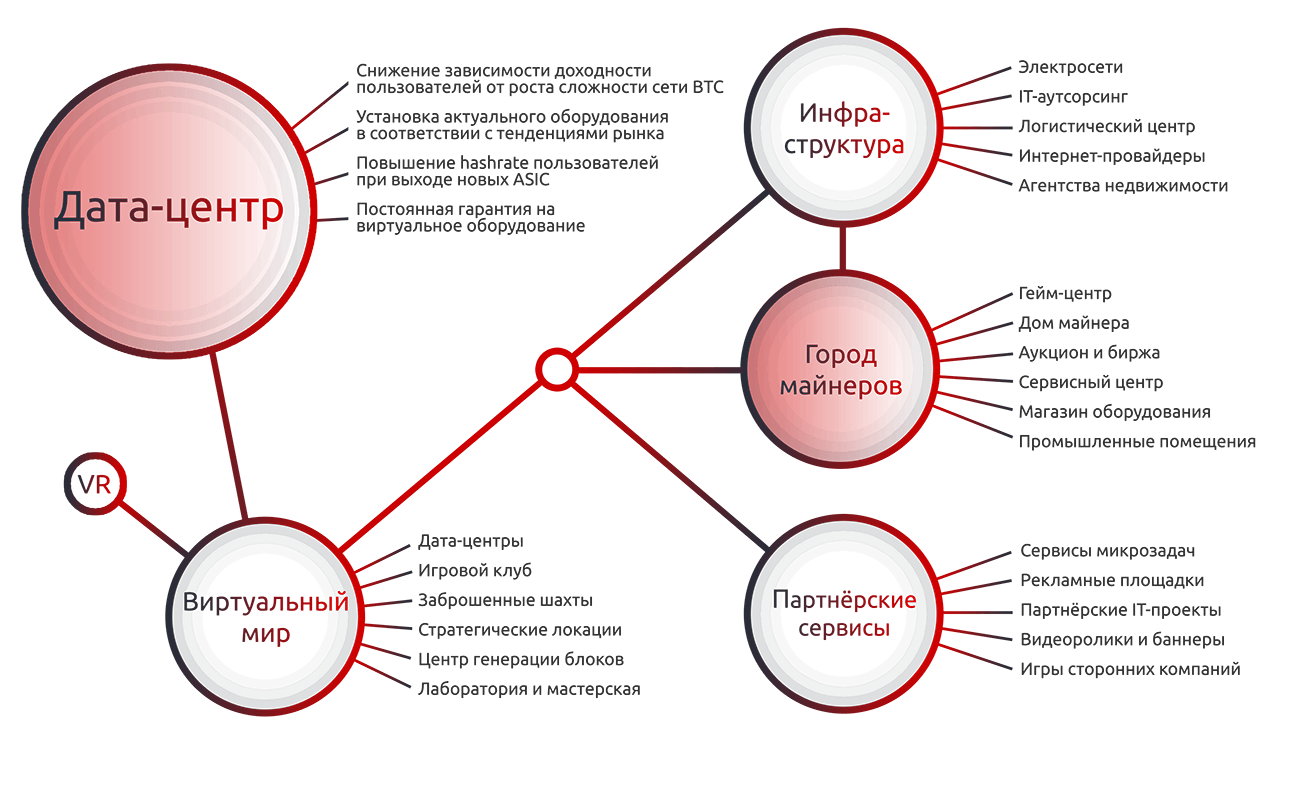 Дата-центр
Снижение зависимости доходности
пользователей от роста сложности сети BTC
Установка актуального оборудования
в соответствии с тенденциями рынка
Повышение hashrate пользователей
при выходе новых ASIC
Постоянная гарантия на
виртуальное оборудование
VR
Виртуальный
мир
Дата-центры
Игровой клуб
Заброшенные шахты
Стратегические локации
Центр генерации блоков
Лаборатория и мастерская
Инфра-
структура
Электросети
IT-аутсорсинг
Логистический центр
Интернет-провайдеры
Агентства недвижимости
Город
майнеров
Гейм-центр
Дом майнера
Аукцион и биржа
Сервисный центр
Магазин оборудования
Промышленные помещения
Партнёрские
сервисы
Сервисы микрозадач
Рекламные площадки
Партнёрские IT-проекты
Видеоролики и баннеры
Игры сторонних компаний